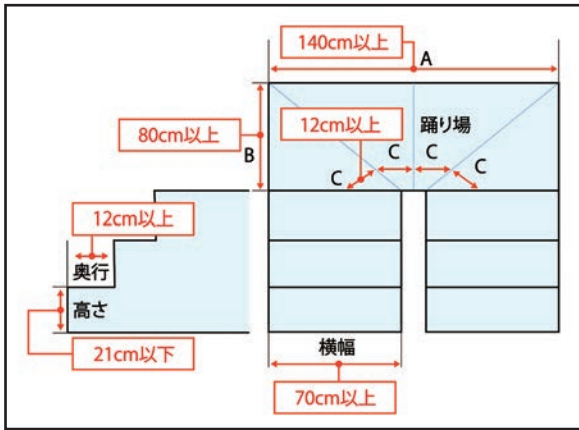 140cm以上
A
80cm以上
B
12cm以上
踊り場
C
C
C
C
12cm以上
奥行
高さ
21cm以下
横幅
70cm以上